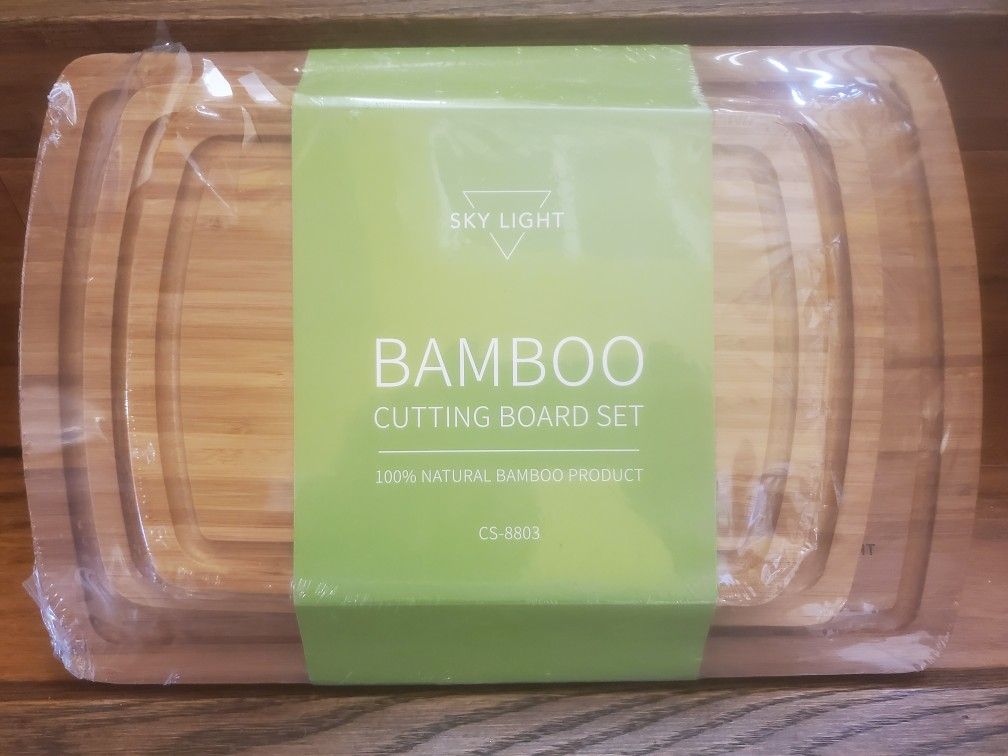 SKY LIGHT
BAMBOO
CUTTING BOARD SET
100% NATURAL BAMBOO PRODUCT
CS-8803